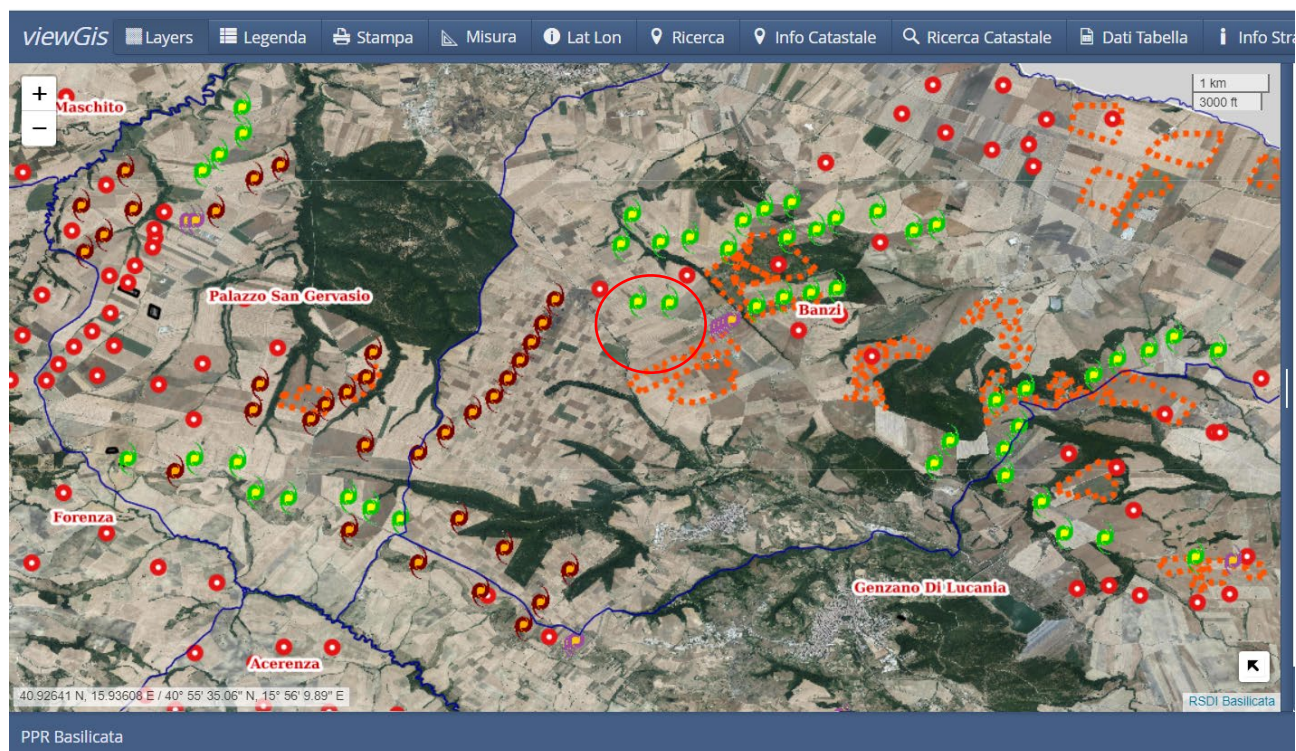 viewGis Layers Legenda Stampa Misura Lat Lon Ricerca Info Catastale Ricerca Catastale Dati Tabella Info Stra
+
Maschito
−
1 km
3000 ft
Palazzo San Gervasio
Banzi
Forenza
Genzano Di Lucania
Acerenza
40.92641 N, 15.93608 E / 40° 55' 35.06" N, 15° 56' 9.89" E
RSDI Basilicata
PPR Basilicata